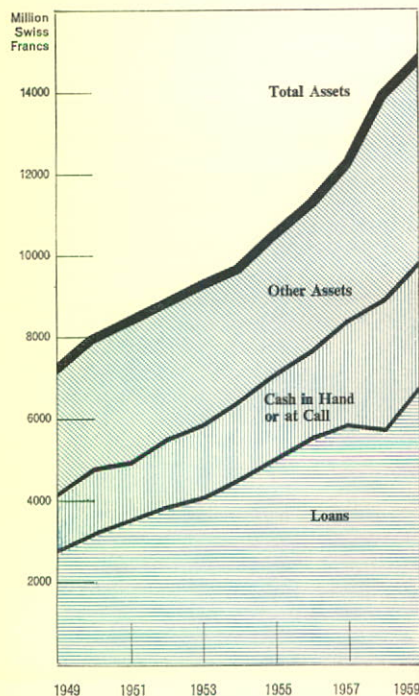 Million
Swiss
Francs
14000
12000
10000
8000
6000
4000
2000
Total Assets
Other Assets
Cash in Hand
or at Call
Loans
1949 1951 1953 1955 1957 1959